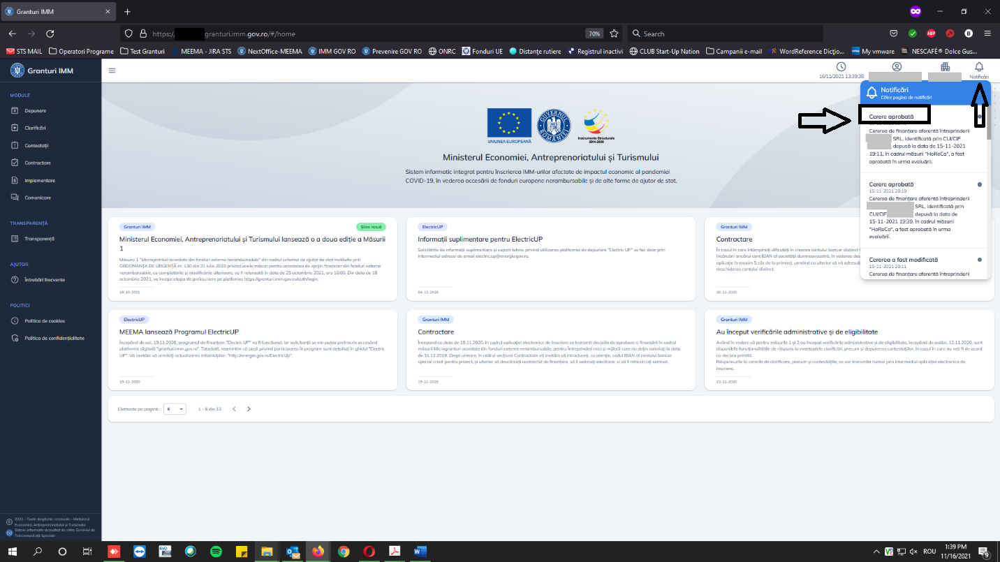 Granturi IMM
https:// granturi.imm.gov.ro/#/home
70%
Search
STS MAIL
Operatori Programe
Test Granturi
MEEMA - JIRA STS
NextOffice-MEEMA
IMM GOV RO
Prevenire GOV RO
ONRC
Fonduri UE
Distanțe rutiere
Registrul inactivi
CLUB Start-Up Nation
Campanii e-mail
WordReference Dicțio...
My vmware
NESCAFÉ® Dolce Gus...
Granturi IMM
16/11/2021 13:39:38
Notificări
MODULE
Depunere
Clarificări
Contestații
Contractare
Implementare
Comunicare
TRANSPARENȚĂ
Transparență
AJUTOR
Întrebări frecvente
POLITICI
Politica de cookies
Politica de confidențialitate
2021 - Toate drepturile rezervate - Ministerul
Economiei, Antreprenoriatului și Turismului
Sistem informatic dezvoltat de către Serviciul de
Telecomunicații Speciale
UNIUNEA EUROPEANĂ
GUVERNUL ROMÂNIEI
Instrumente Structurale
2014-2020
Ministerul Economiei, Antreprenoriatului și Turismului
Sistem informatic integrat pentru înscrierea IMM-urilor afectate de impactul economic al pandemiei
COVID-19, în vederea accesării de fonduri europene nerambursabile și de alte forme de ajutor de stat.
Notificări
Către pagina de notificări
Cerere aprobată
Cererea de finanțare aferentă întreprinderii
SRL, identificată prin CUI/CIF
, depusă la data de 15-11-2021
19:11, în cadrul măsurii "HoReCa", a fost
aprobată în urma evaluării.
Cerere aprobată
15-11-2021 20:19
Cererea de finanțare aferentă întreprinderii
SRL, identificată prin
CUI/CIF depusă la data de
15-11-2021 19:39, în cadrul măsurii
"HoReCa", a fost aprobată în urma
evaluării.
Cererea a fost modificată
15-11-2021 20:11
Cererea de finanțare aferentă întreprinderii
Granturi IMM
Știre nouă
Ministerul Economiei, Antreprenoriatului și Turismului lansează o a doua ediție a Măsurii
1
Măsura 1 "Microgranturi acordate din fonduri externe nerambursabile" din cadrul schemei de ajutor de stat instituite prin
ORDONANȚA DE URGENȚĂ nr. 130 din 31 iulie 2020 privind unele măsuri pentru acordarea de sprijin financiar din fonduri externe
nerambursabile, cu completările și modificările ulterioare, va fi relansată în data de 25 octombrie 2021, ora 10:00. Din data de 18
octombrie 2021, va începe etapa de preînscriere pe platforma https://granturi.imm.gov.ro/auth/login.
18-10-2021
ElectricUP
Informații suplimentare pentru ElectricUP
Solicitările de informații suplimentare și suport tehnic privind utilizarea platformei de depunere "Electric UP" se fac doar prin
intermediul adresei de email electric.up@energie.gov.ro.
04-11-2020
Granturi IMM
Contractare
În cazul în care întâmpinați dificutăți în crearea contului bancar distinct
încărcării oricărui cont IBAN al societății dumneavoastră, în vederea des
aplicație în maxim 5 zile de la primire), urmând ca ulterior să vă adresați
deschiderea contului distinct.
20-11-2020
ElectricUP
MEEMA lansează Programul ElectricUP
Începând de azi, 19.11.2020, programul de finanțare "Electric UP" va fi funcțional, iar solicitanții se vor putea preînscrie accesând
platforma digitală "granturi.imm.gov.ro". Totodată, reamintim că pașii privind participarea în program sunt detaliați în ghidul "Electric
UP". Vă invităm să urmăriți actualizarea informațiilor: "http://energie.gov.ro/ElectricUp".
19-11-2020
Granturi IMM
Contractare
Începand cu data de 19.11.2020, în cadrul aplicației electronice de înscriere se transmit deciziile de aprobare a finanțării în cadrul
măsurii Microgranturi acordate din fonduri externe nerambursabile, pentru Întreprinderi mici și mijlocii care nu dețin salariați la data
de 31.12.2019. Drept urmare, în cadrul secțiunii Contractare vă invităm să introduceți, cu atenție, codul IBAN al contului bancar
special creat pentru proiect, și ulterior să descărcați contractul de finanțare, să îl semnați electronic si să îl reîncarcați semnat.
19-11-2020
Granturi IMM
Au început verificările administrative și de eligibilitate
Având în vedere că pentru măsurile 1 și 2 au început verificările administrative și de eligibilitate, începând de astăzi, 12.11.2020, sunt
disponibile funcționalitățile de răspuns la eventualele clarificări, precum și depunerea contestațiilor, în cazul în care nu veți fi de acord
cu decizia primită.
Răspunsurile la cererile de clarificare, precum și contestațiile, se vor transmite numai prin intermediul aplicației electronice de
înscriere.
12-11-2020
Elemente pe pagină: 6
1 - 6 din 13
ROU
1:39 PM
11/16/2021